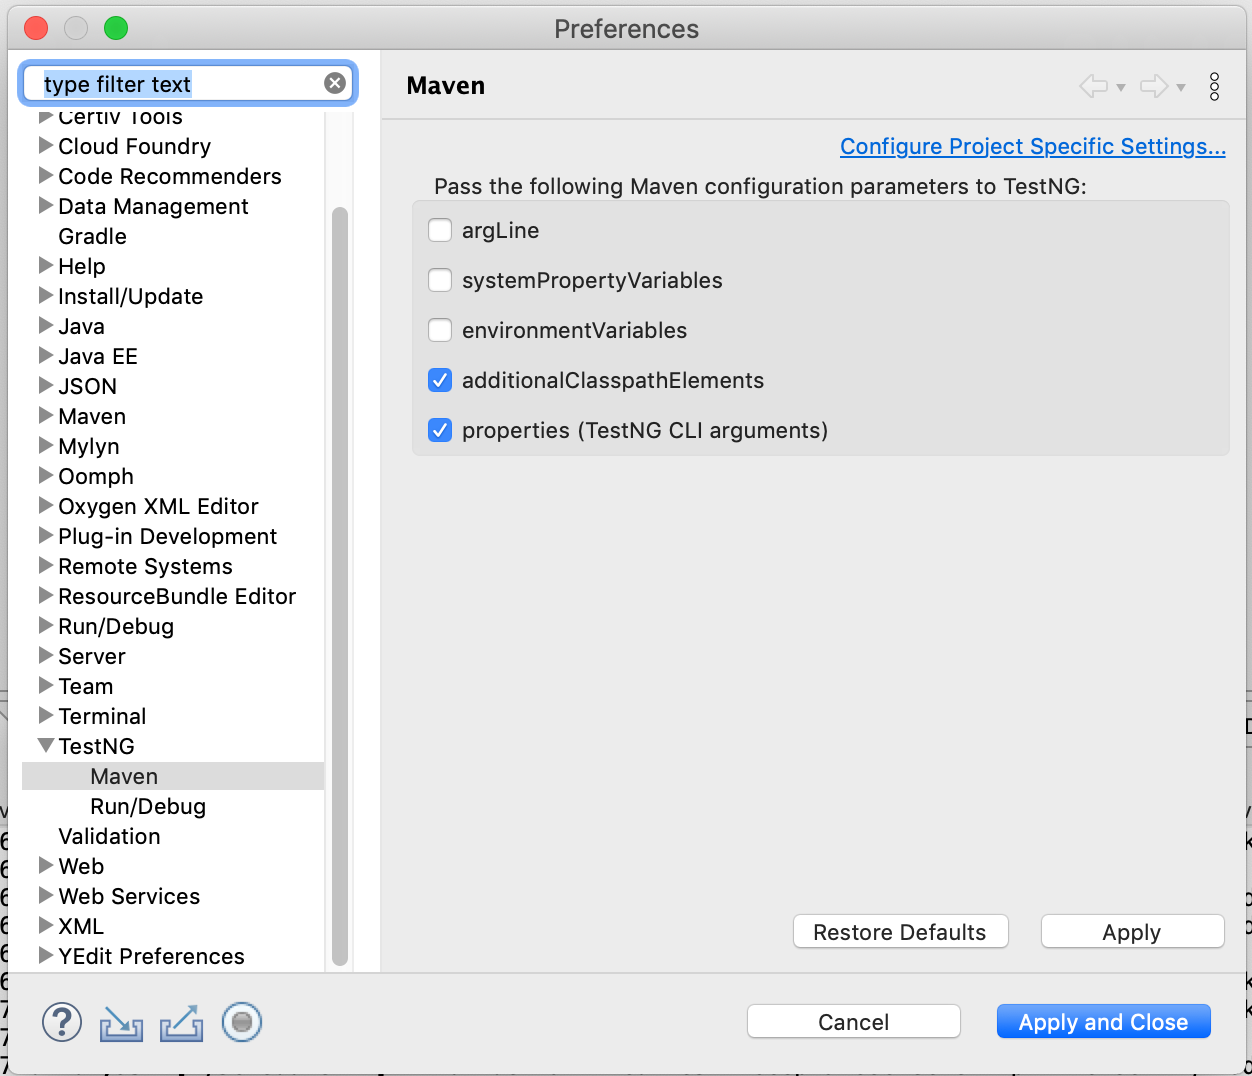 Preferences
type filter text
Certiv Tools
Cloud Foundry
Code Recommenders
Data Management
Gradle
Help
Install/Update
Java
Java EE
JSON
Maven
Mylyn
Oomph
Oxygen XML Editor
Plug-in Development
Remote Systems
ResourceBundle Editor
Run/Debug
Server
Team
Terminal
TestNG
Maven
Run/Debug
Validation
Web
Web Services
XML
YEdit Preferences
Maven
Configure Project Specific Settings...
Pass the following Maven configuration parameters to TestNG:
argLine
systemPropertyVariables
environmentVariables
additionalClasspathElements
properties (TestNG CLI arguments)
Restore Defaults
Apply
?
Cancel
Apply and Close